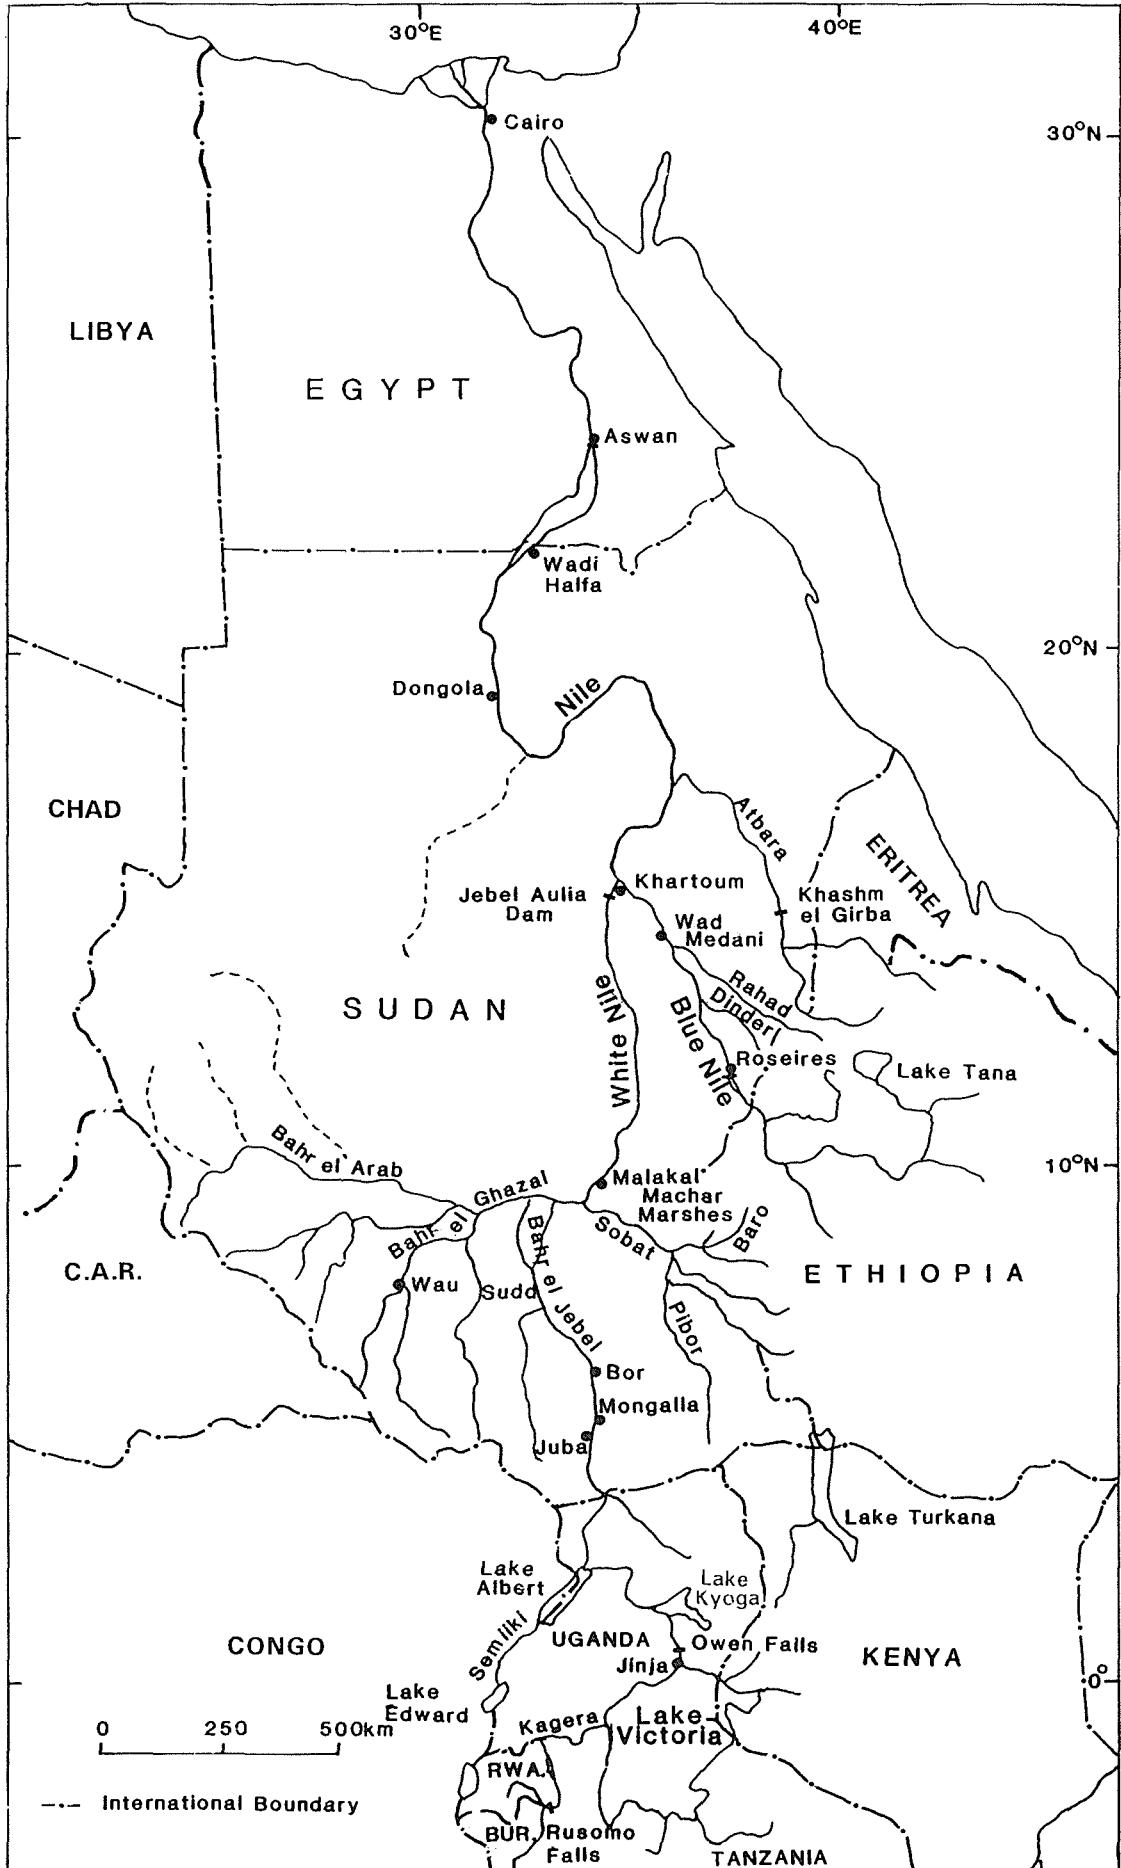 30°E
40°E
Cairo
30°N
LIBYA
EGYPT
Aswan
Wadi
Halfa
20°N
Dongola
Nile
CHAD
Atbara
ERITREA
Khartoum
Jebel Aulia
Dam
Khashm
el Girba
Wad
Medani
White Nile
Rahad
Dinder
SUDAN
Blue Nile
Roseires
Lake Tana
Bahr el Arab
10°N
Malakal
Machar
Marshes
Bahr el Ghazal
Sobat
Baro
C.A.R.
Wau
Sudd
Bahr el Jebel
ETHIOPIA
Pibor
Bor
Mongalla
Juba
Lake Turkana
Lake
Albert
Lake
Kyoga
Semliki
CONGO
UGANDA
Owen Falls
KENYA
Jinja
0°
Lake
Edward
Kagera
Lake
Victoria
0 250 500km
RWA.
International Boundary
BUR.
Rusomo
Falls
TANZANIA